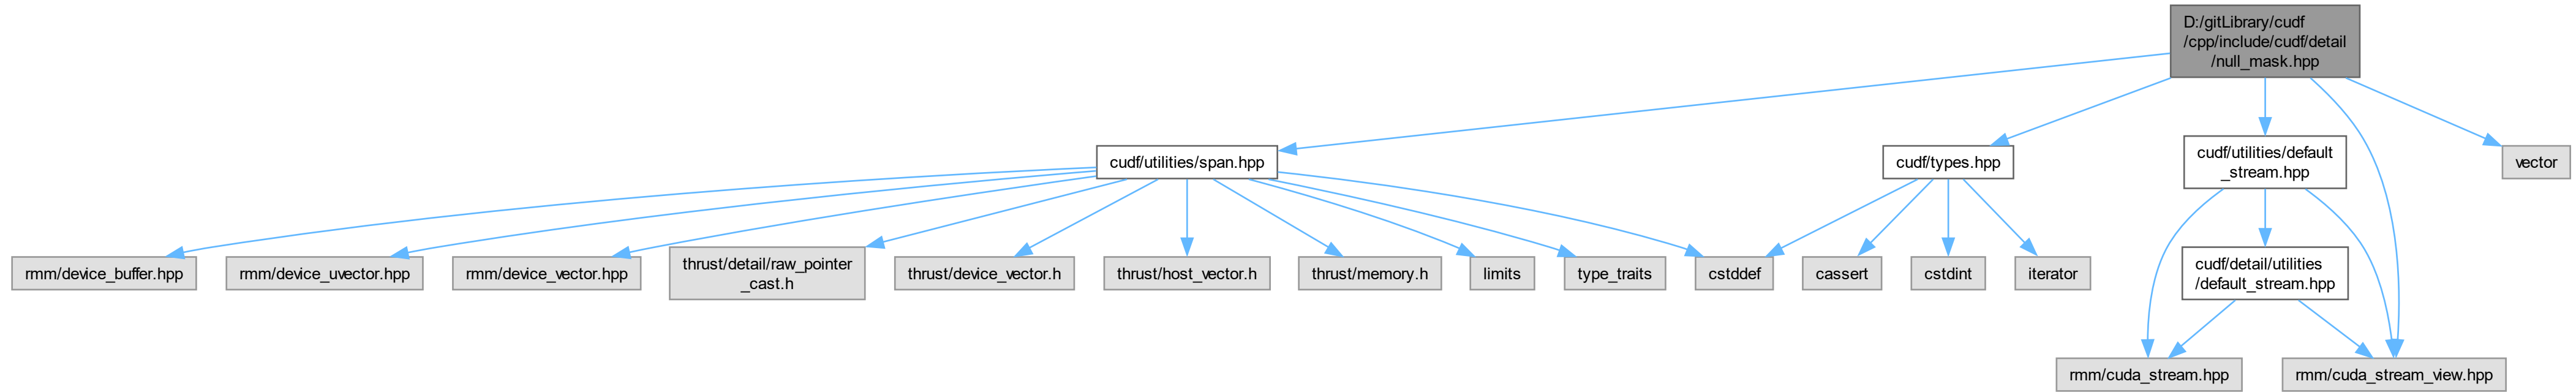 D:/gitLibrary/cudf
/cpp/include/cudf/detail
/null_mask.hpp
cudf/utilities/span.hpp
cudf/types.hpp
cudf/utilities/default
_stream.hpp
vector
rmm/device_buffer.hpp
rmm/device_uvector.hpp
rmm/device_vector.hpp
thrust/detail/raw_pointer
_cast.h
thrust/device_vector.h
thrust/host_vector.h
thrust/memory.h
limits
type_traits
cstddef
cassert
cstdint
iterator
cudf/detail/utilities
/default_stream.hpp
rmm/cuda_stream.hpp
rmm/cuda_stream_view.hpp